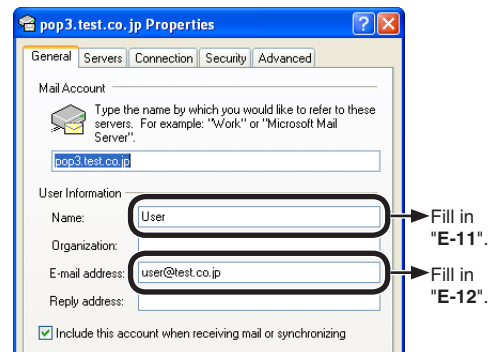 pop3.test.co.jp Properties
General Servers Connection Security Advanced
Mail Account
Type the name by which you would like to refer to these
servers. For example: "Work" or "Microsoft Mail
Server".
pop3.test.co.jp
User Information
Name: User
Fill in
"E-11".
Organization:
E-mail address: user@test.co.jp
Fill in
"E-12".
Reply address:
Include this account when receiving mail or synchronizing